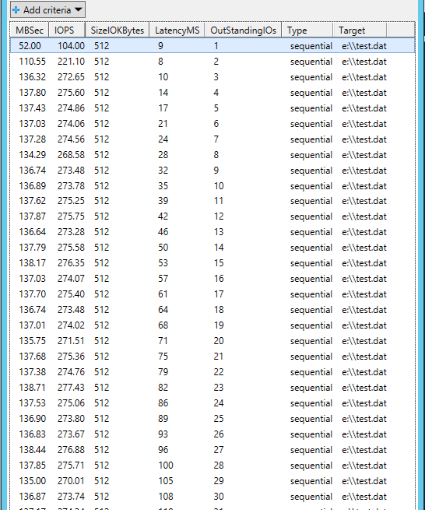 Add criteria
MBSec IOPS SizeIOKBytes LatencyMS OutStandingIOs Type Target
52.00 104.00 512 9 1 sequential e:\\test.dat
110.55 221.10 512 8 2 sequential e:\\test.dat
136.32 272.65 512 10 3 sequential e:\\test.dat
137.80 275.60 512 14 4 sequential e:\\test.dat
137.43 274.86 512 17 5 sequential e:\\test.dat
137.03 274.06 512 21 6 sequential e:\\test.dat
137.28 274.56 512 24 7 sequential e:\\test.dat
134.29 268.58 512 28 8 sequential e:\\test.dat
136.74 273.48 512 32 9 sequential e:\\test.dat
136.89 273.78 512 35 10 sequential e:\\test.dat
137.62 275.25 512 39 11 sequential e:\\test.dat
137.87 275.75 512 42 12 sequential e:\\test.dat
136.64 273.28 512 46 13 sequential e:\\test.dat
137.79 275.58 512 50 14 sequential e:\\test.dat
138.17 276.35 512 53 15 sequential e:\\test.dat
137.03 274.07 512 57 16 sequential e:\\test.dat
137.70 275.40 512 61 17 sequential e:\\test.dat
136.74 273.48 512 64 18 sequential e:\\test.dat
137.01 274.02 512 68 19 sequential e:\\test.dat
135.75 271.51 512 71 20 sequential e:\\test.dat
137.68 275.36 512 75 21 sequential e:\\test.dat
137.38 274.76 512 79 22 sequential e:\\test.dat
138.71 277.43 512 82 23 sequential e:\\test.dat
137.53 275.06 512 86 24 sequential e:\\test.dat
136.90 273.80 512 89 25 sequential e:\\test.dat
136.83 273.67 512 93 26 sequential e:\\test.dat
138.44 276.88 512 96 27 sequential e:\\test.dat
137.85 275.71 512 100 28 sequential e:\\test.dat
135.00 270.01 512 105 29 sequential e:\\test.dat
136.87 273.74 512 108 30 sequential e:\\test.dat